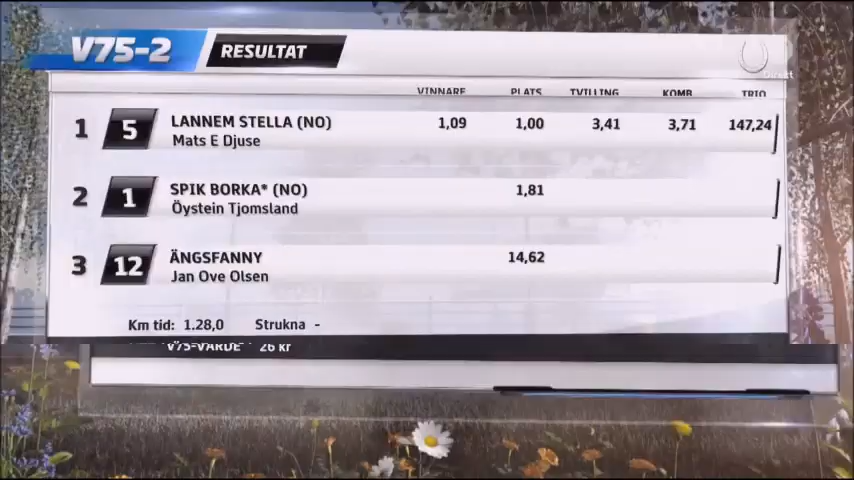 V75-2 RESULTAT
Direkt
VINNARE PLATS TVILLING KOMB TRIO
1 5 LANNEM STELLA (NO) 1,09 1,00 3,41 3,71 147,24
Mats E Djuse
2 1 SPIK BORKA* (NO) 1,81
Öystein Tjomsland
3 12 ÄNGSFANNY 14,62
Jan Ove Olsen
Km tid: 1.28,0 Strukna -
V75-VÄRDE 26 kr